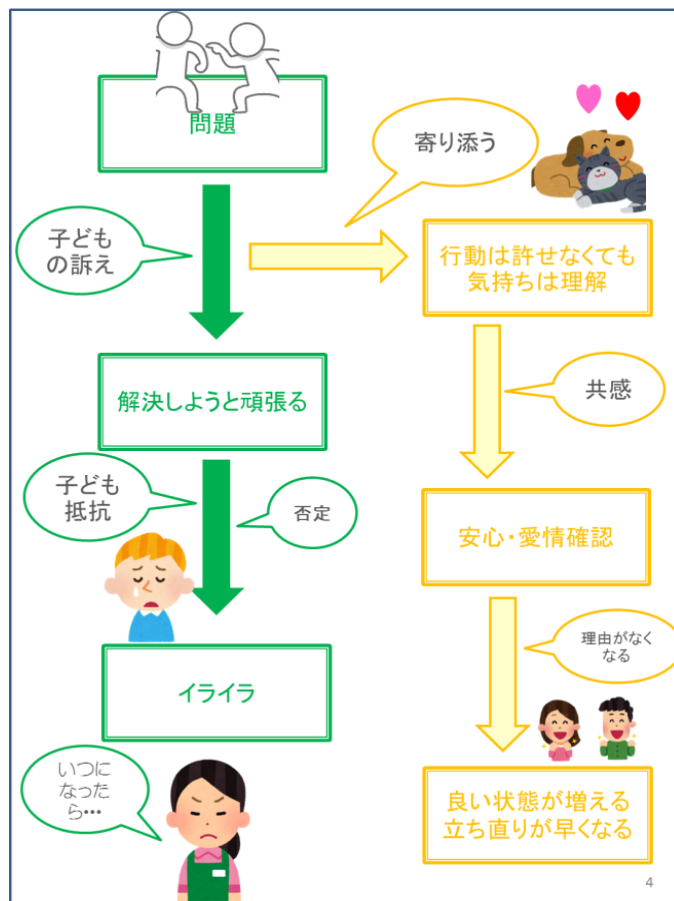 問題
寄り添う
子ども
の訴え
行動は許せなくても
気持ちは理解
解決しようと頑張る
共感
子ども
抵抗
否定
安心・愛情確認
理由がなく
なる
イライラ
いつに
なった
ら・・・
良い状態が増える
立ち直りが早くなる
4